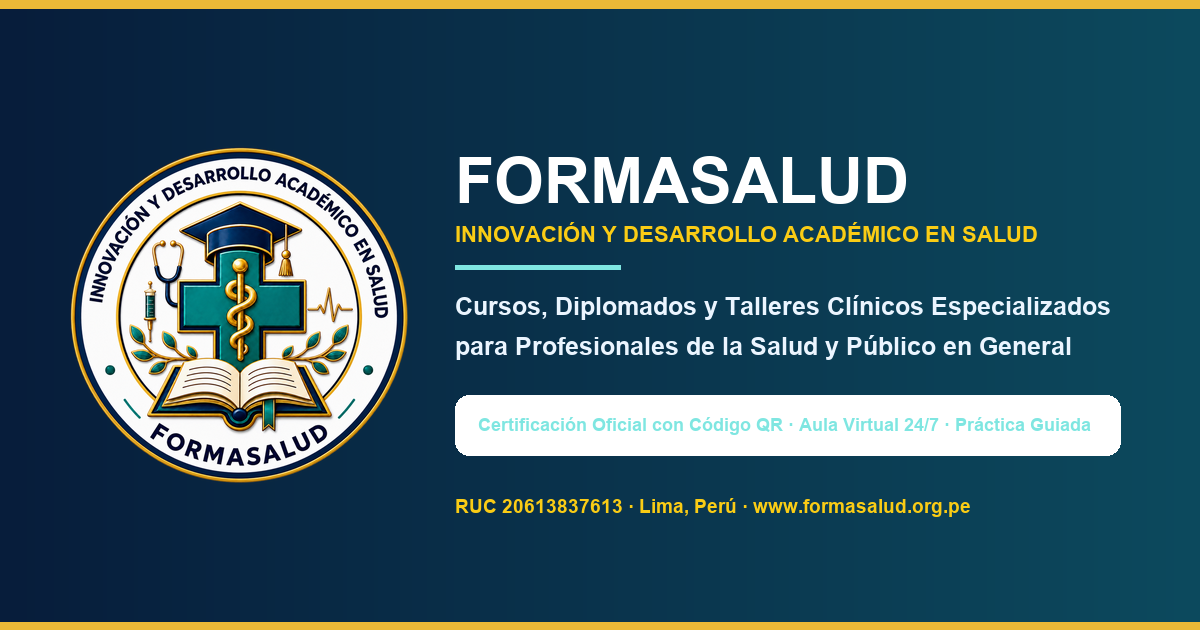 INNOVACIÓN Y DESARROLLO ACADÉMICO EN SALUD
FORMASALUD
FORMASALUD
INNOVACIÓN Y DESARROLLO ACADÉMICO EN SALUD
Cursos, Diplomados y Talleres Clínicos Especializados
para Profesionales de la Salud y Público en General
Certificación Oficial con Código QR · Aula Virtual 24/7 · Práctica Guiada
RUC 20613837613 · Lima, Perú · www.formasalud.org.pe